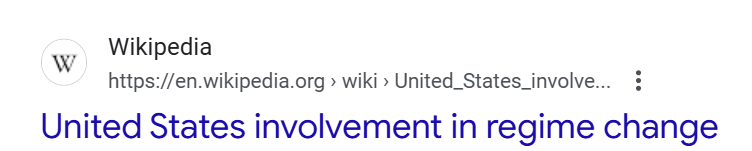 W
Wikipedia
https://en.wikipedia.org › wiki › United_States_involve...
United States involvement in regime change